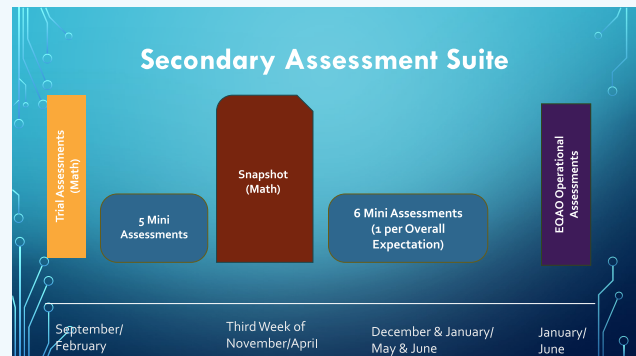 Secondary Assessment Suite
Trial Assessments
(Math)
5 Mini
Assessments
Snapshot
(Math)
6 Mini Assessments
(1 per Overall
Expectation)
EQAO Operational
Assessments
September/
February
Third Week of
November/April
December & January/
May & June
January/
June